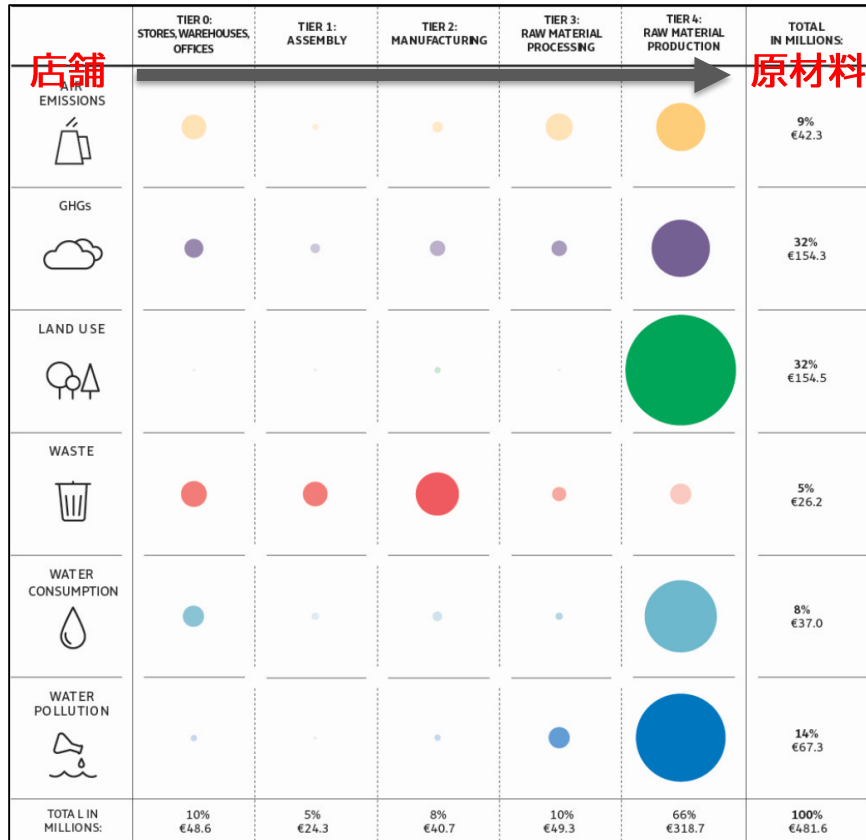 TIER 0:
STORES, WAREHOUSES,
OFFICES
TIER 1:
ASSEMBLY
TIER 2:
MANUFACTURING
TIER 3:
RAW MATERIAL
PROCESSING
TIER 4:
RAW MATERIAL
PRODUCTION
TOTAL
IN MILLIONS:
店舗
原材料
AIR
EMISSIONS
9%
€42.3
GHGs
32%
€154.3
LAND USE
32%
€154.5
WASTE
5%
€26.2
WATER
CONSUMPTION
8%
€37.0
WATER
POLLUTION
14%
€67.3
TOTAL IN
MILLIONS:
10%
€48.6
5%
€24.3
8%
€40.7
10%
€49.3
66%
€318.7
100%
€481.6